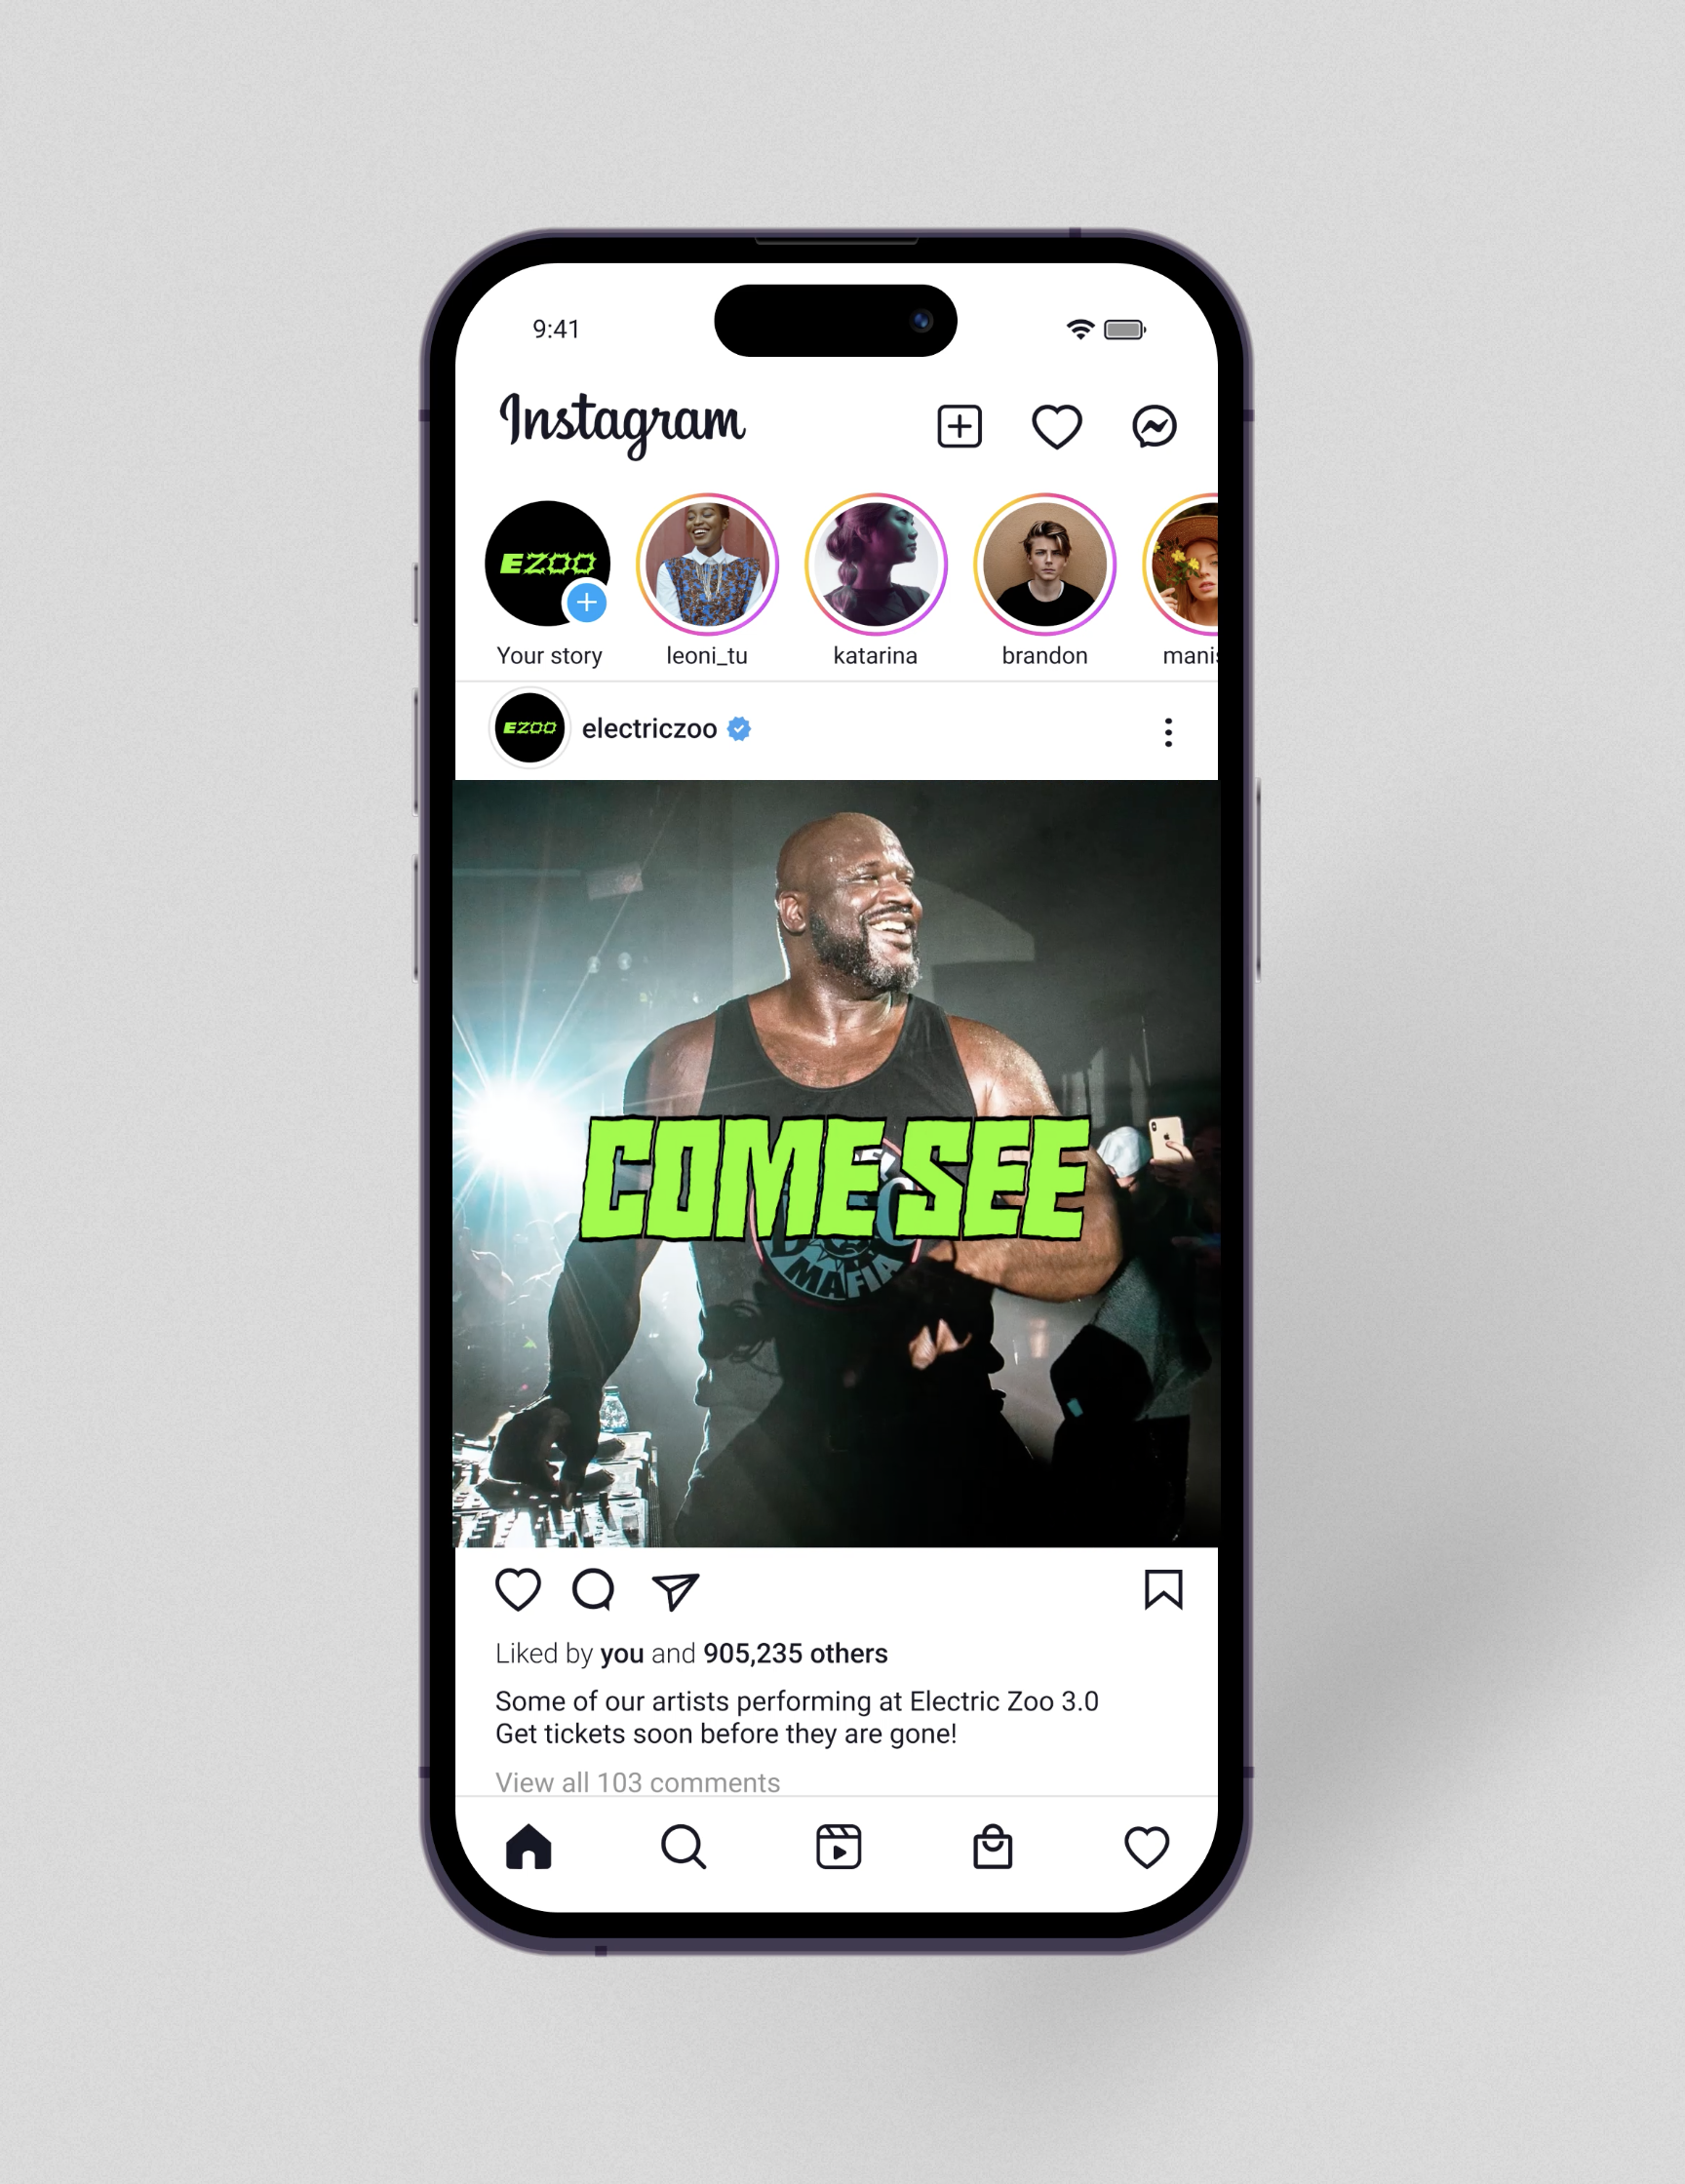 9:41
Instagram
EZOO
Your story
leoni_tu
katarina
brandon
manis
EZOO
electriczoo
COME SEE
MAFIA
Liked by you and 905,235 others
Some of our artists performing at Electric Zoo 3.0
Get tickets soon before they are gone!
View all 103 comments